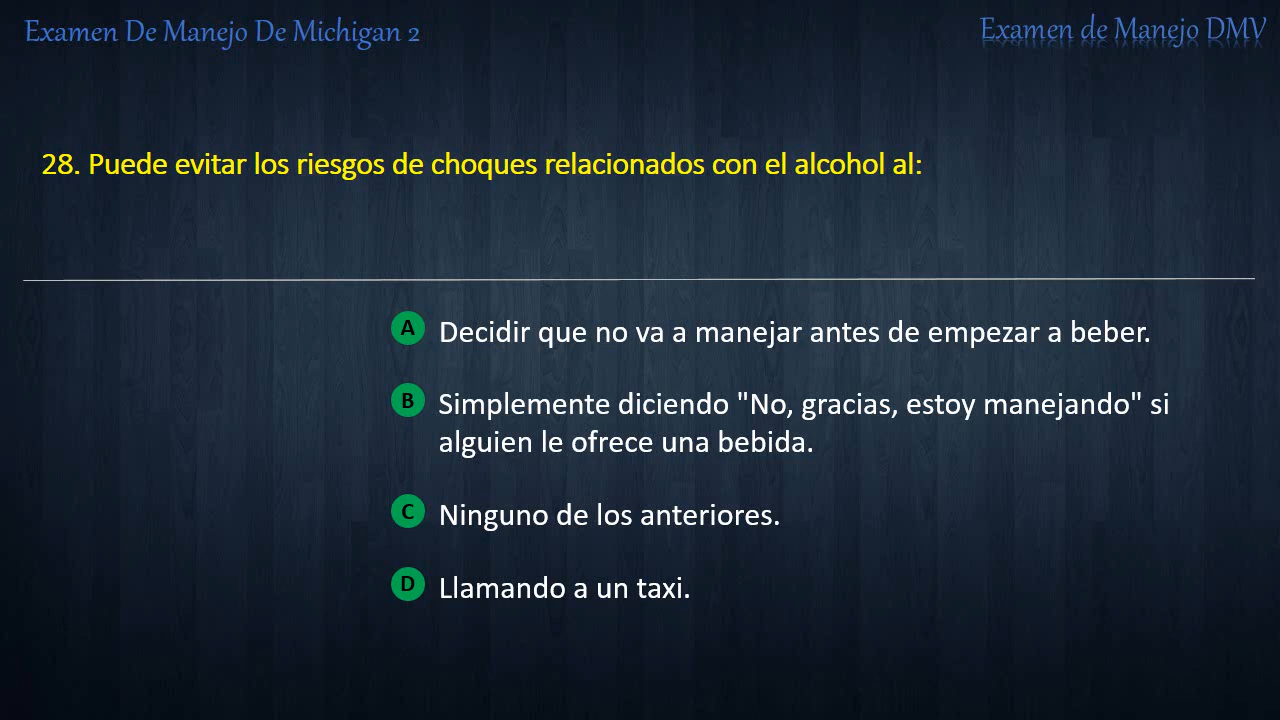 Examen De Manejo De Michigan 2
Examen de Manejo DMV
28. Puede evitar los riesgos de choques relacionados con el alcohol al:
A Decidir que no va a manejar antes de empezar a beber.
B Simplemente diciendo "No, gracias, estoy manejando" si
alguien le ofrece una bebida.
C Ninguno de los anteriores.
D Llamando a un taxi.